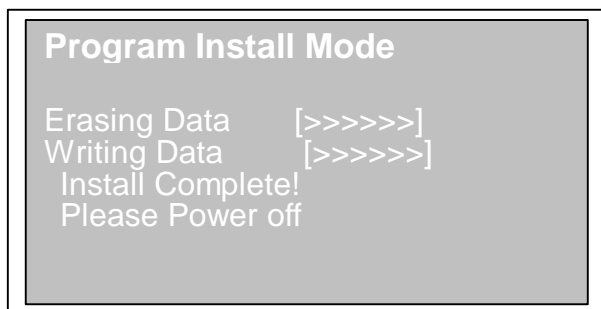 Program Install Mode
Erasing Data [>>>>>>]
Writing Data [>>>>>>]
Install Complete!
Please Power off